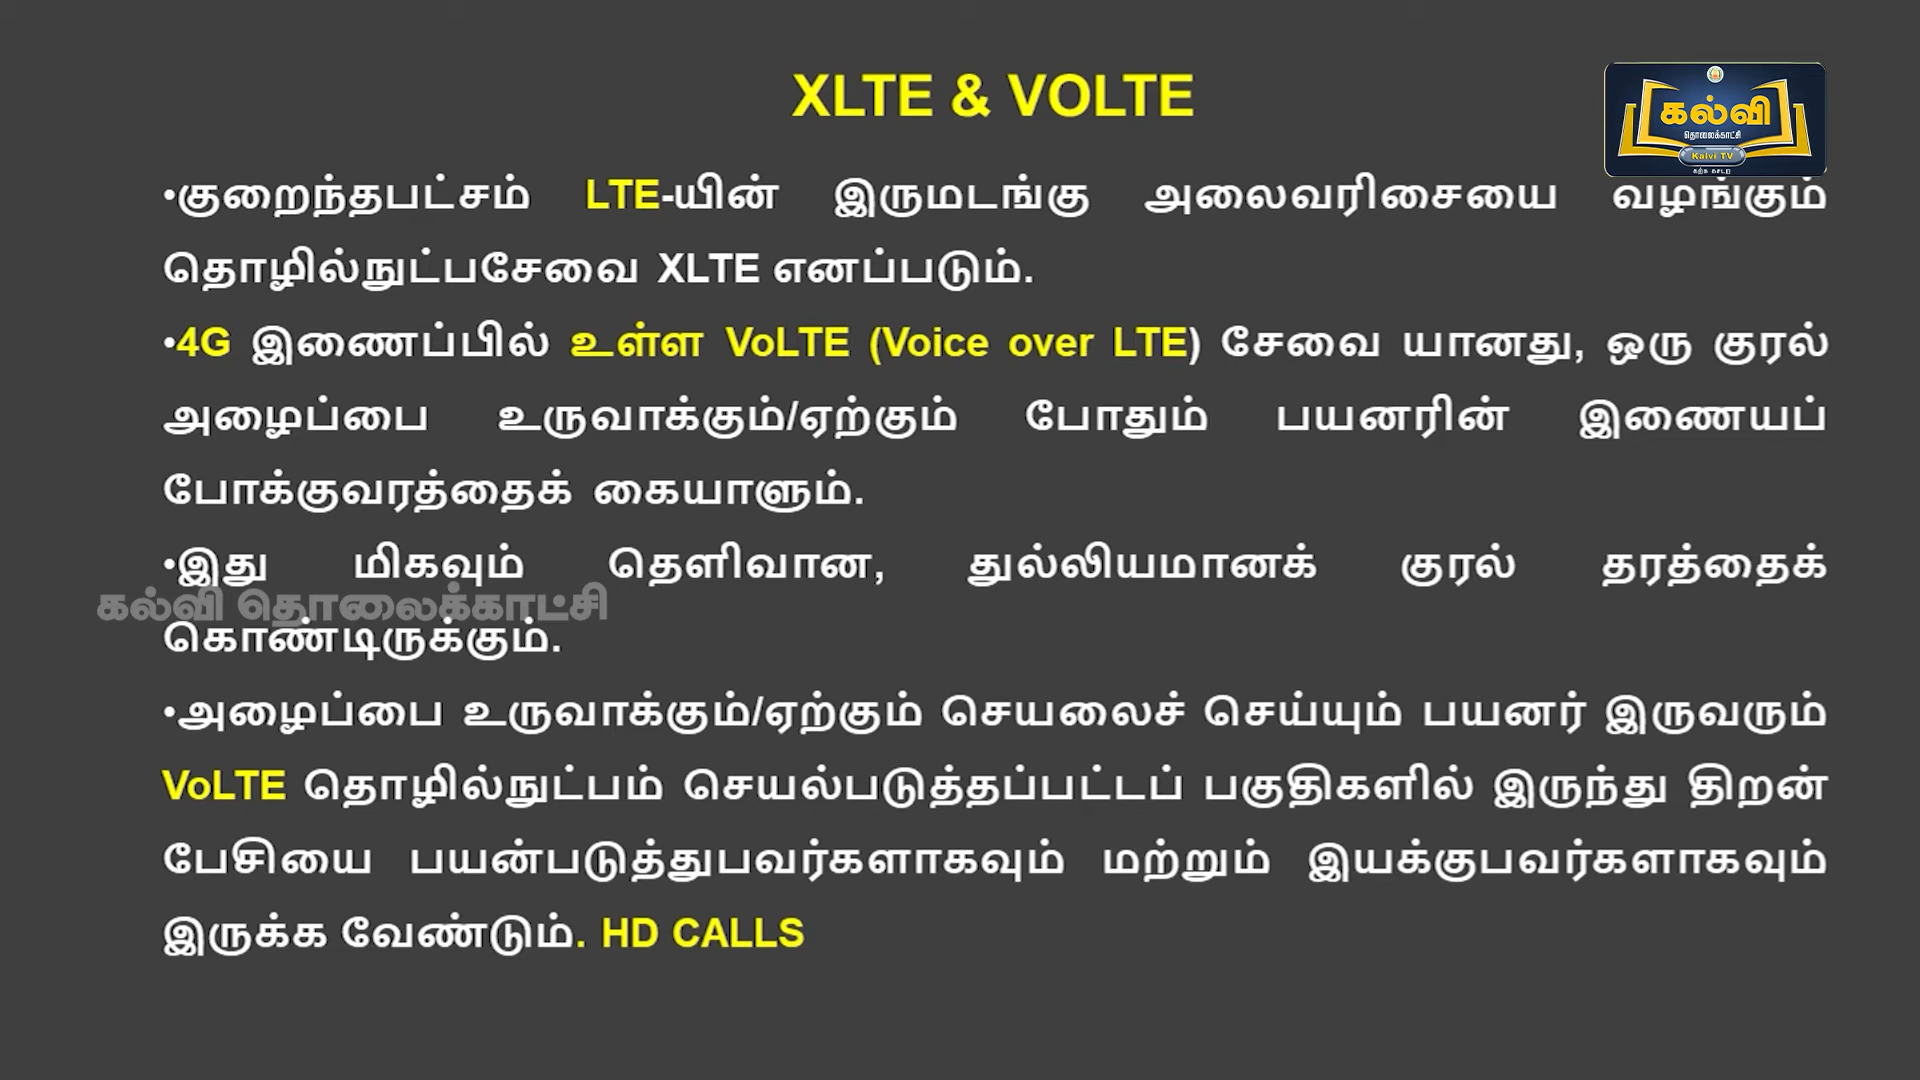 XLTE & VOLTE
கல்வி
தொலைக்காட்சி
Kalvi TV
கற்க கசடற
•குறைந்தபட்சம் LTE-யின் இருமடங்கு அலைவரிசையை வழங்கும்
தொழில்நுட்பசேவை XLTE எனப்படும்.
•4G இணைப்பில் உள்ள VoLTE (Voice over LTE) சேவை யானது, ஒரு குரல்
அழைப்பை உருவாக்கும்/ஏற்கும் போதும் பயனரின் இணையப்
போக்குவரத்தைக் கையாளும்.
•இது மிகவும் தெளிவான, துல்லியமானக் குரல் தரத்தைக்
கல்வி தொலைக்காட்சி
கொண்டிருக்கும்.
•அழைப்பை உருவாக்கும்/ஏற்கும் செயலைச் செய்யும் பயனர் இருவரும்
VoLTE தொழில்நுட்பம் செயல்படுத்தப்பட்டப் பகுதிகளில் இருந்து திறன்
பேசியை பயன்படுத்துபவர்களாகவும் மற்றும் இயக்குபவர்களாகவும்
இருக்க வேண்டும். HD CALLS